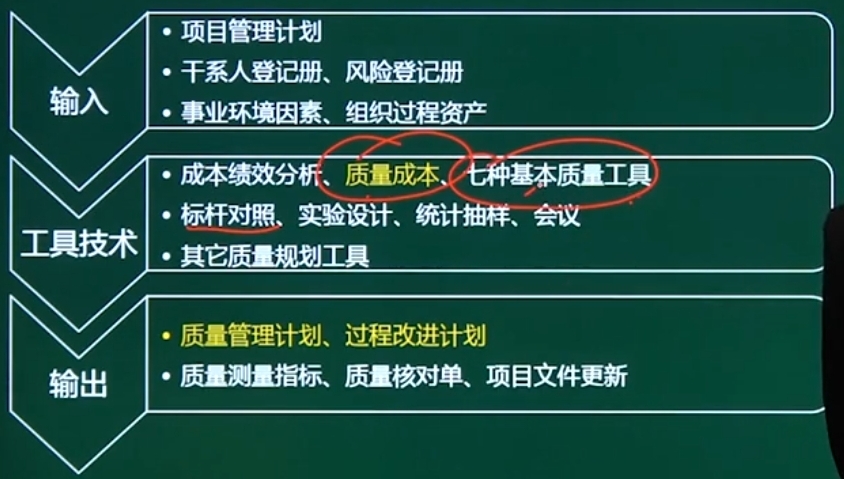 输入
• 项目管理计划
• 干系人登记册、风险登记册
• 事业环境因素、组织过程资产
工具技术
• 成本绩效分析、质量成本、七种基本质量工具
• 标杆对照、实验设计、统计抽样、会议
• 其它质量规划工具
输出
• 质量管理计划、过程改进计划
• 质量测量指标、质量核对单、项目文件更新